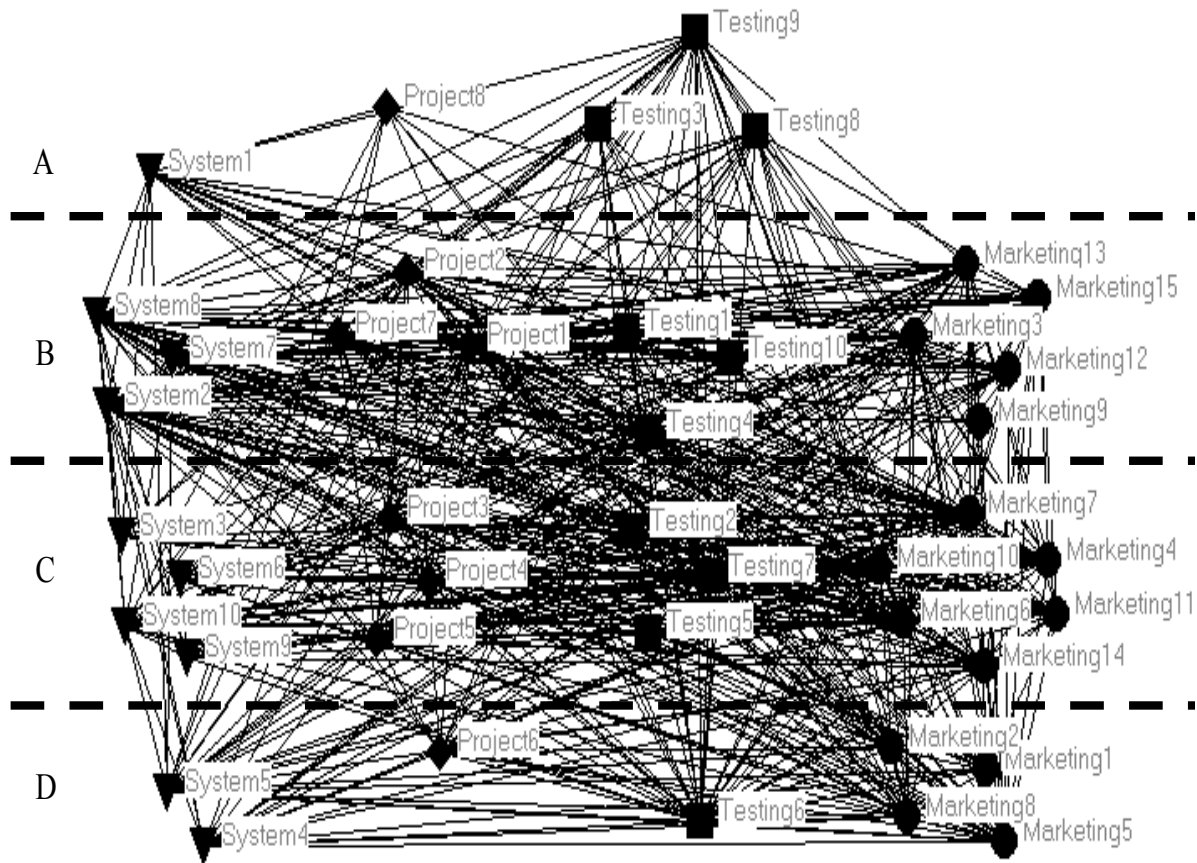 Testing9
Project8
Testing3
Testing8
A
System1
Project2
Marketing13
System8
Marketing15
Project7
Project1
Testing1
Marketing3
B
System7
Testing10
Marketing12
System2
Testing4
Marketing9
Project3
Testing2
Marketing7
System3
C
System6
Project4
Testing7
Marketing10
Marketing4
System10
Project5
Testing5
Marketing6
Marketing11
System9
Marketing14
Project6
Marketing2
Marketing1
D
System5
Testing6
Marketing8
System4
Marketing5